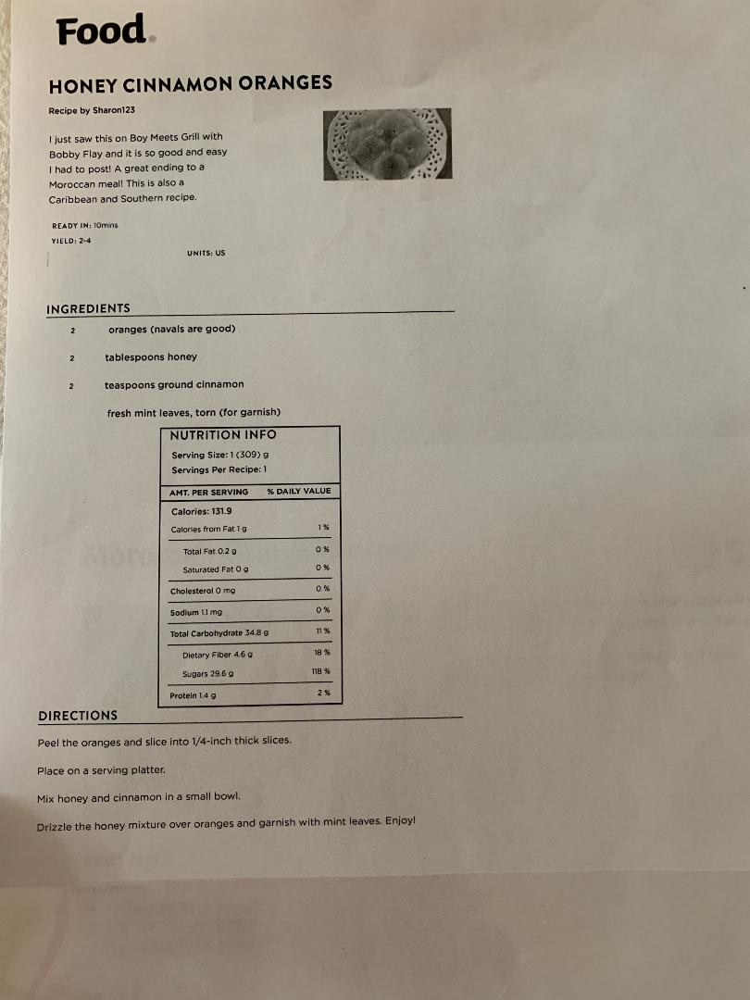 Food.
HONEY CINNAMON ORANGES
Recipe by Sharon123
I just saw this on Boy Meets Grill with
Bobby Flay and it is so good and easy
I had to post! A great ending to a
Moroccan meal! This is also a
Caribbean and Southern recipe.
READY IN: 10mins
YIELD: 2-4
UNITS: US
INGREDIENTS
2 oranges (navals are good)
2 tablespoons honey
2 teaspoons ground cinnamon
fresh mint leaves, torn (for garnish)
NUTRITION INFO
Serving Size: 1 (309) g
Servings Per Recipe: 1
AMT. PER SERVING % DAILY VALUE
Calories: 131.9
Calories from Fat 1 g 1 %
Total Fat 0.2 g 0 %
Saturated Fat 0 g 0 %
Cholesterol 0 mg 0 %
Sodium 1.1 mg 0 %
Total Carbohydrate 34.8 g 11 %
Dietary Fiber 4.6 g 18 %
Sugars 29.6 g 118 %
Protein 1.4 g 2 %
DIRECTIONS
Peel the oranges and slice into 1/4-inch thick slices.
Place on a serving platter.
Mix honey and cinnamon in a small bowl.
Drizzle the honey mixture over oranges and garnish with mint leaves. Enjoy!